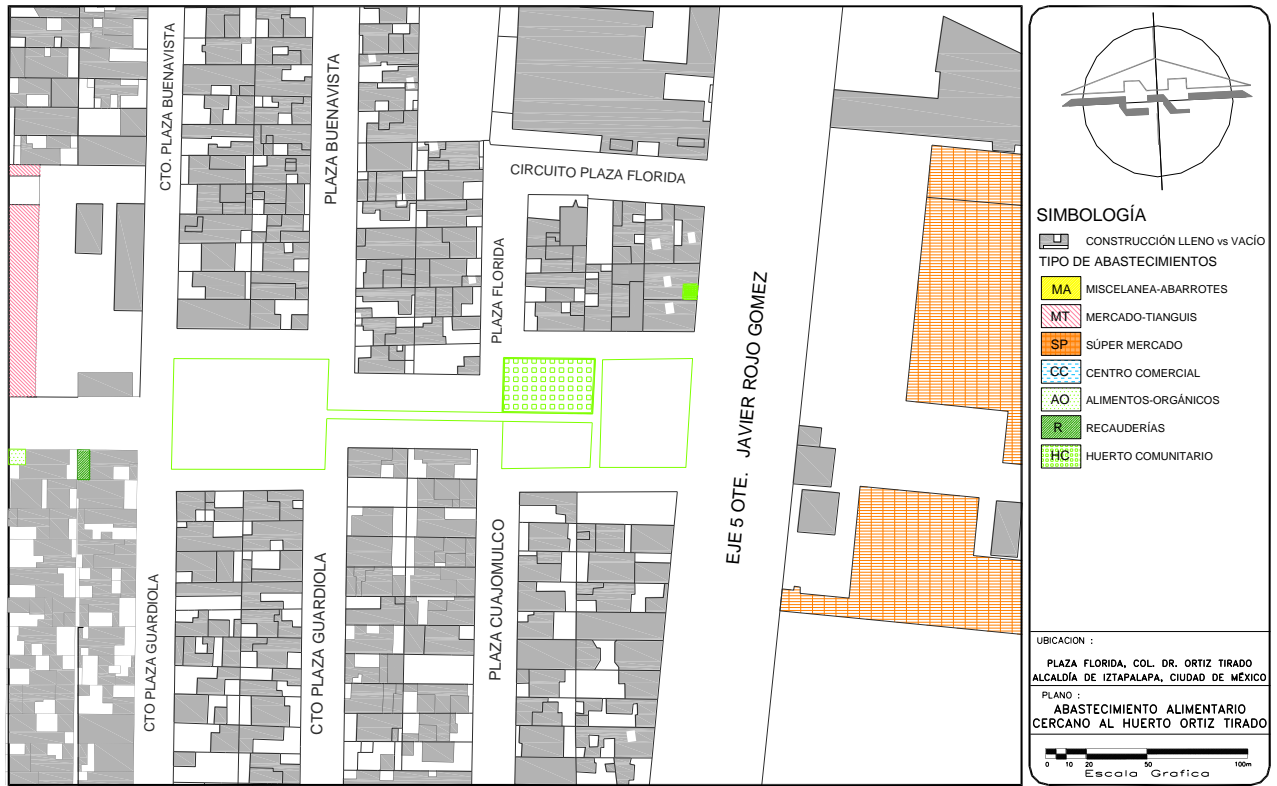 CTO. PLAZA BUENAVISTA
PLAZA BUENAVISTA
CIRCUITO PLAZA FLORIDA
PLAZA FLORIDA
EJE 5 OTE. JAVIER ROJO GOMEZ
CTO PLAZA GUARDIOLA
CTO PLAZA GUARDIOLA
PLAZA CUAJOMULCO
SIMBOLOGÍA
CONSTRUCCIÓN LLENO vs VACÍO
TIPO DE ABASTECIMIENTOS
MA MISCELANEA-ABARROTES
MT MERCADO-TIANGUIS
SP SÚPER MERCADO
CC CENTRO COMERCIAL
AO ALIMENTOS-ORGÁNICOS
R RECAUDERÍAS
HC HUERTO COMUNITARIO
UBICACION :
PLAZA FLORIDA, COL. DR. ORTIZ TIRADO
ALCALDÍA DE IZTAPALAPA, CIUDAD DE MÉXICO
PLANO :
ABASTECIMIENTO ALIMENTARIO
CERCANO AL HUERTO ORTIZ TIRADO
0 10 20 50 100m
Escala Grafica